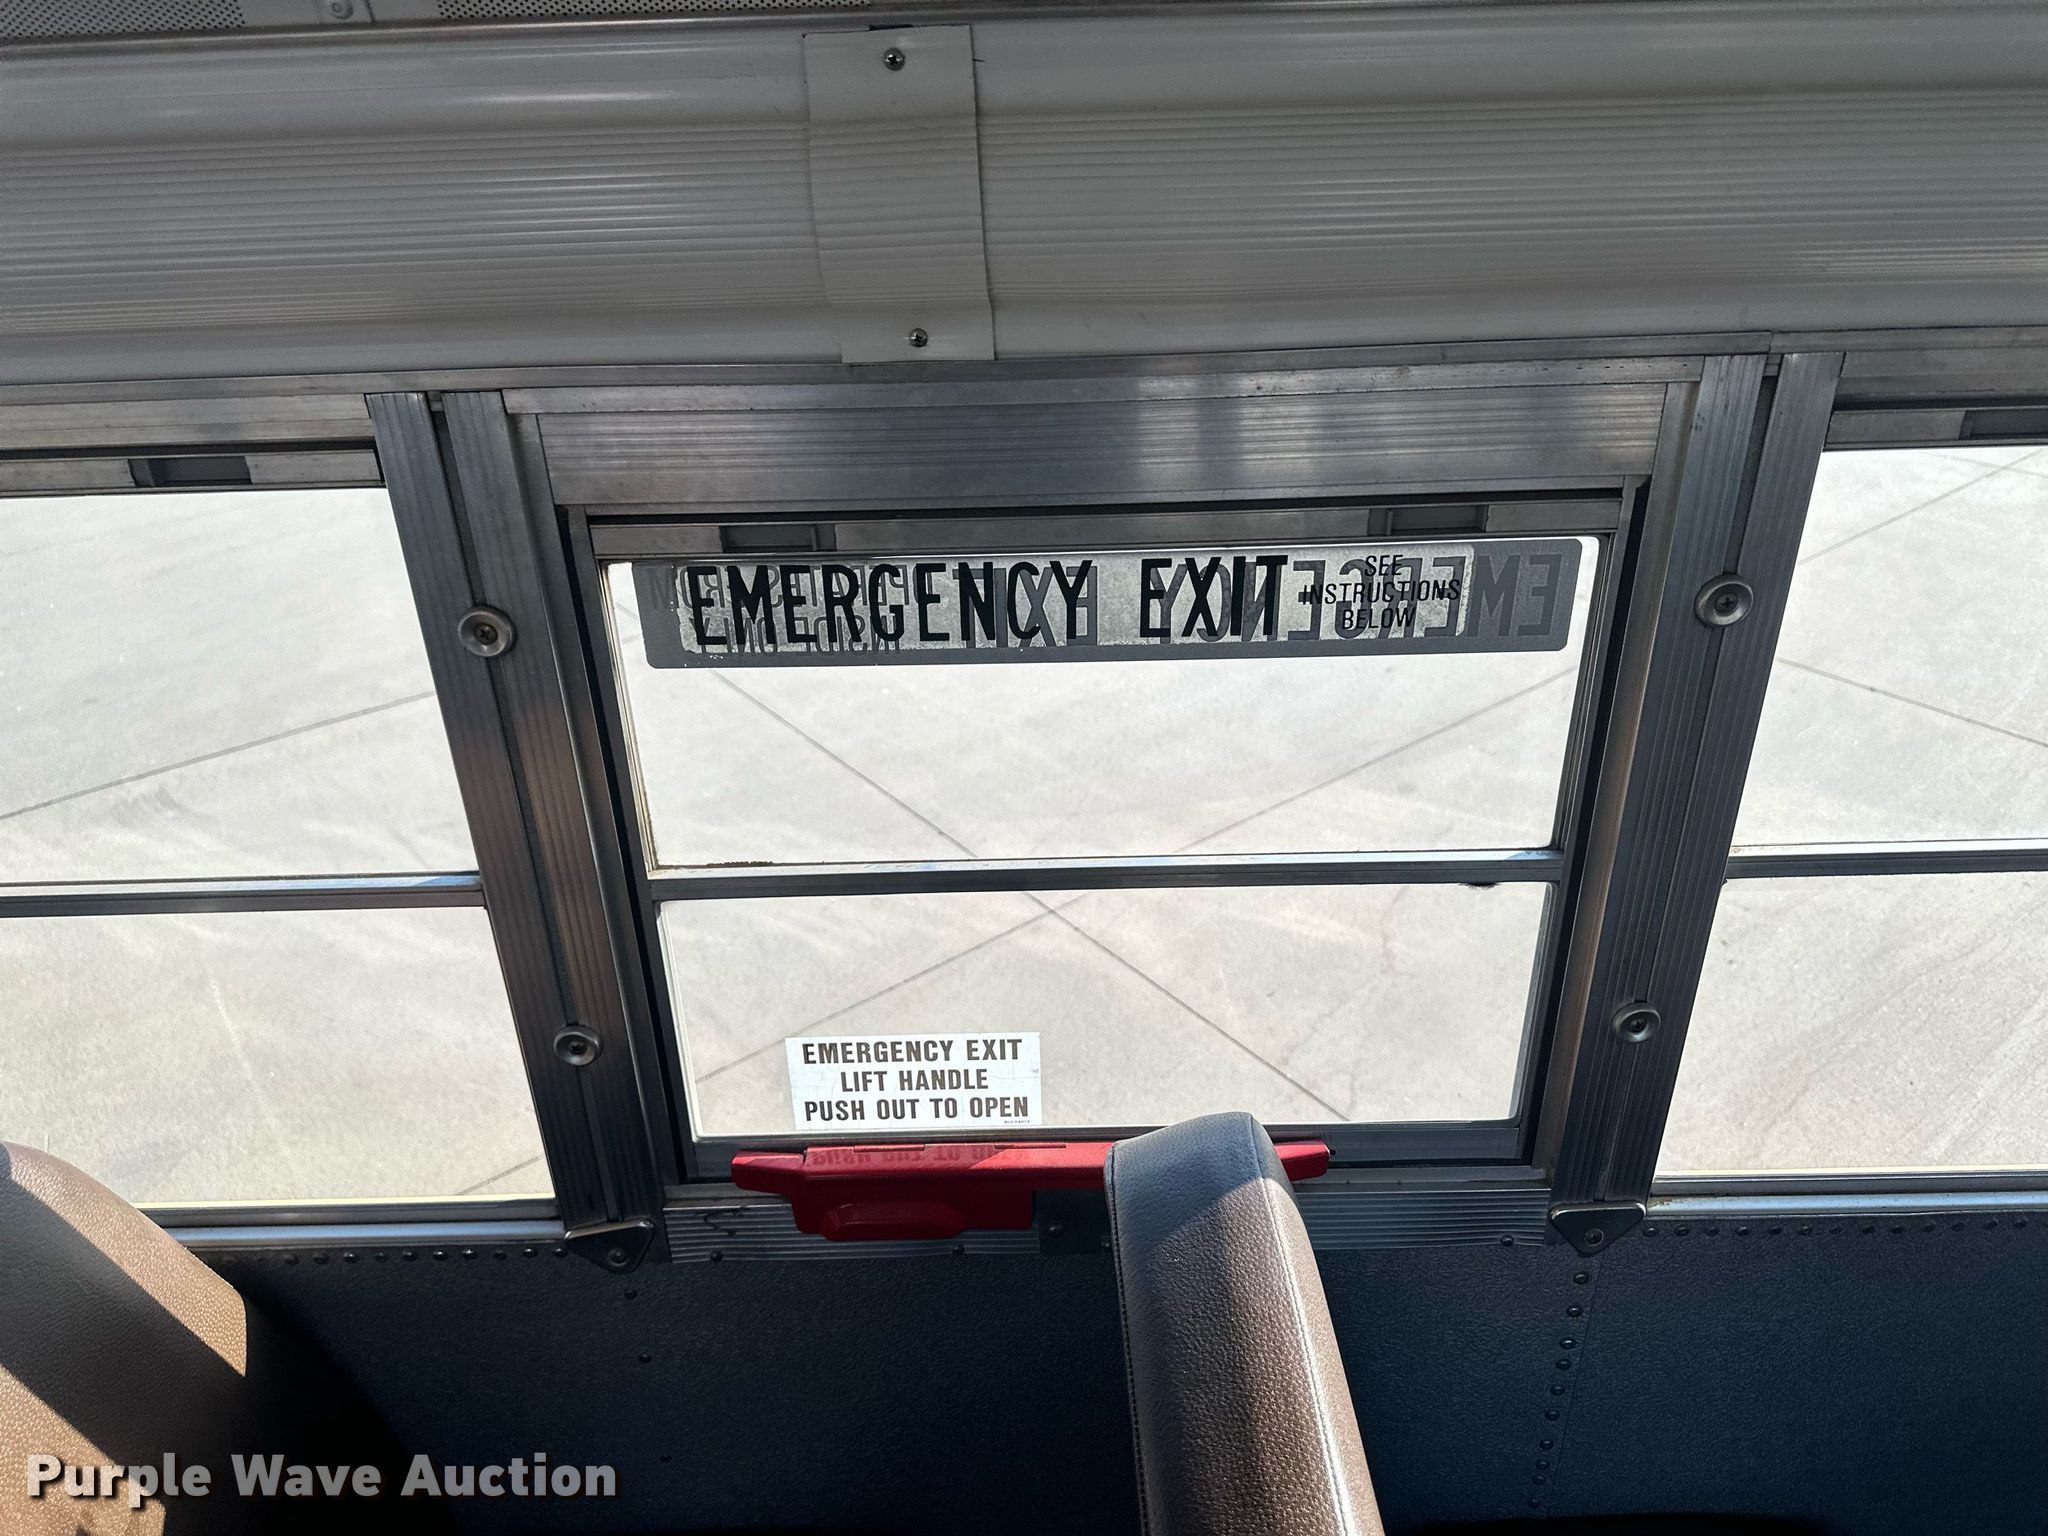 EMERGENCY EXIT
SEE
INSTRUCTIONS
BELOW
EMERGENCY EXIT
LIFT HANDLE
PUSH OUT TO OPEN
Purple Wave Auction